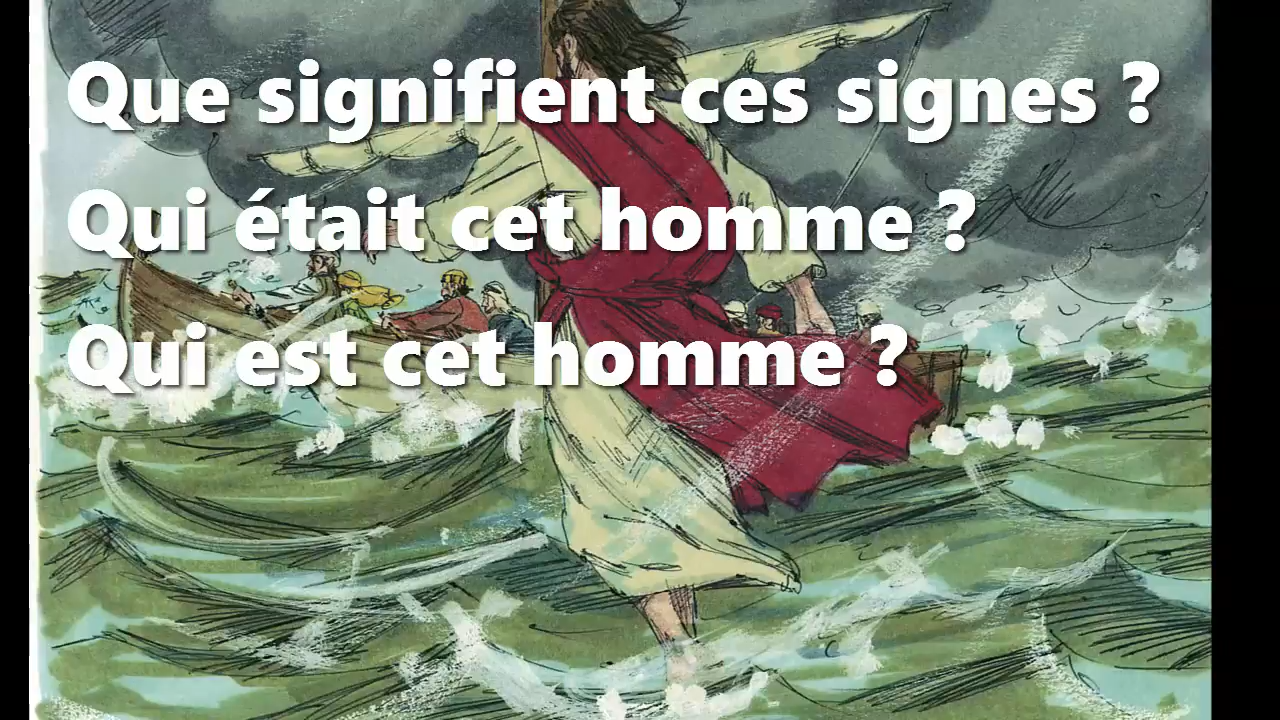 Que signifient ces signes ?
Qui était cet homme ?
Qui est cet homme ?